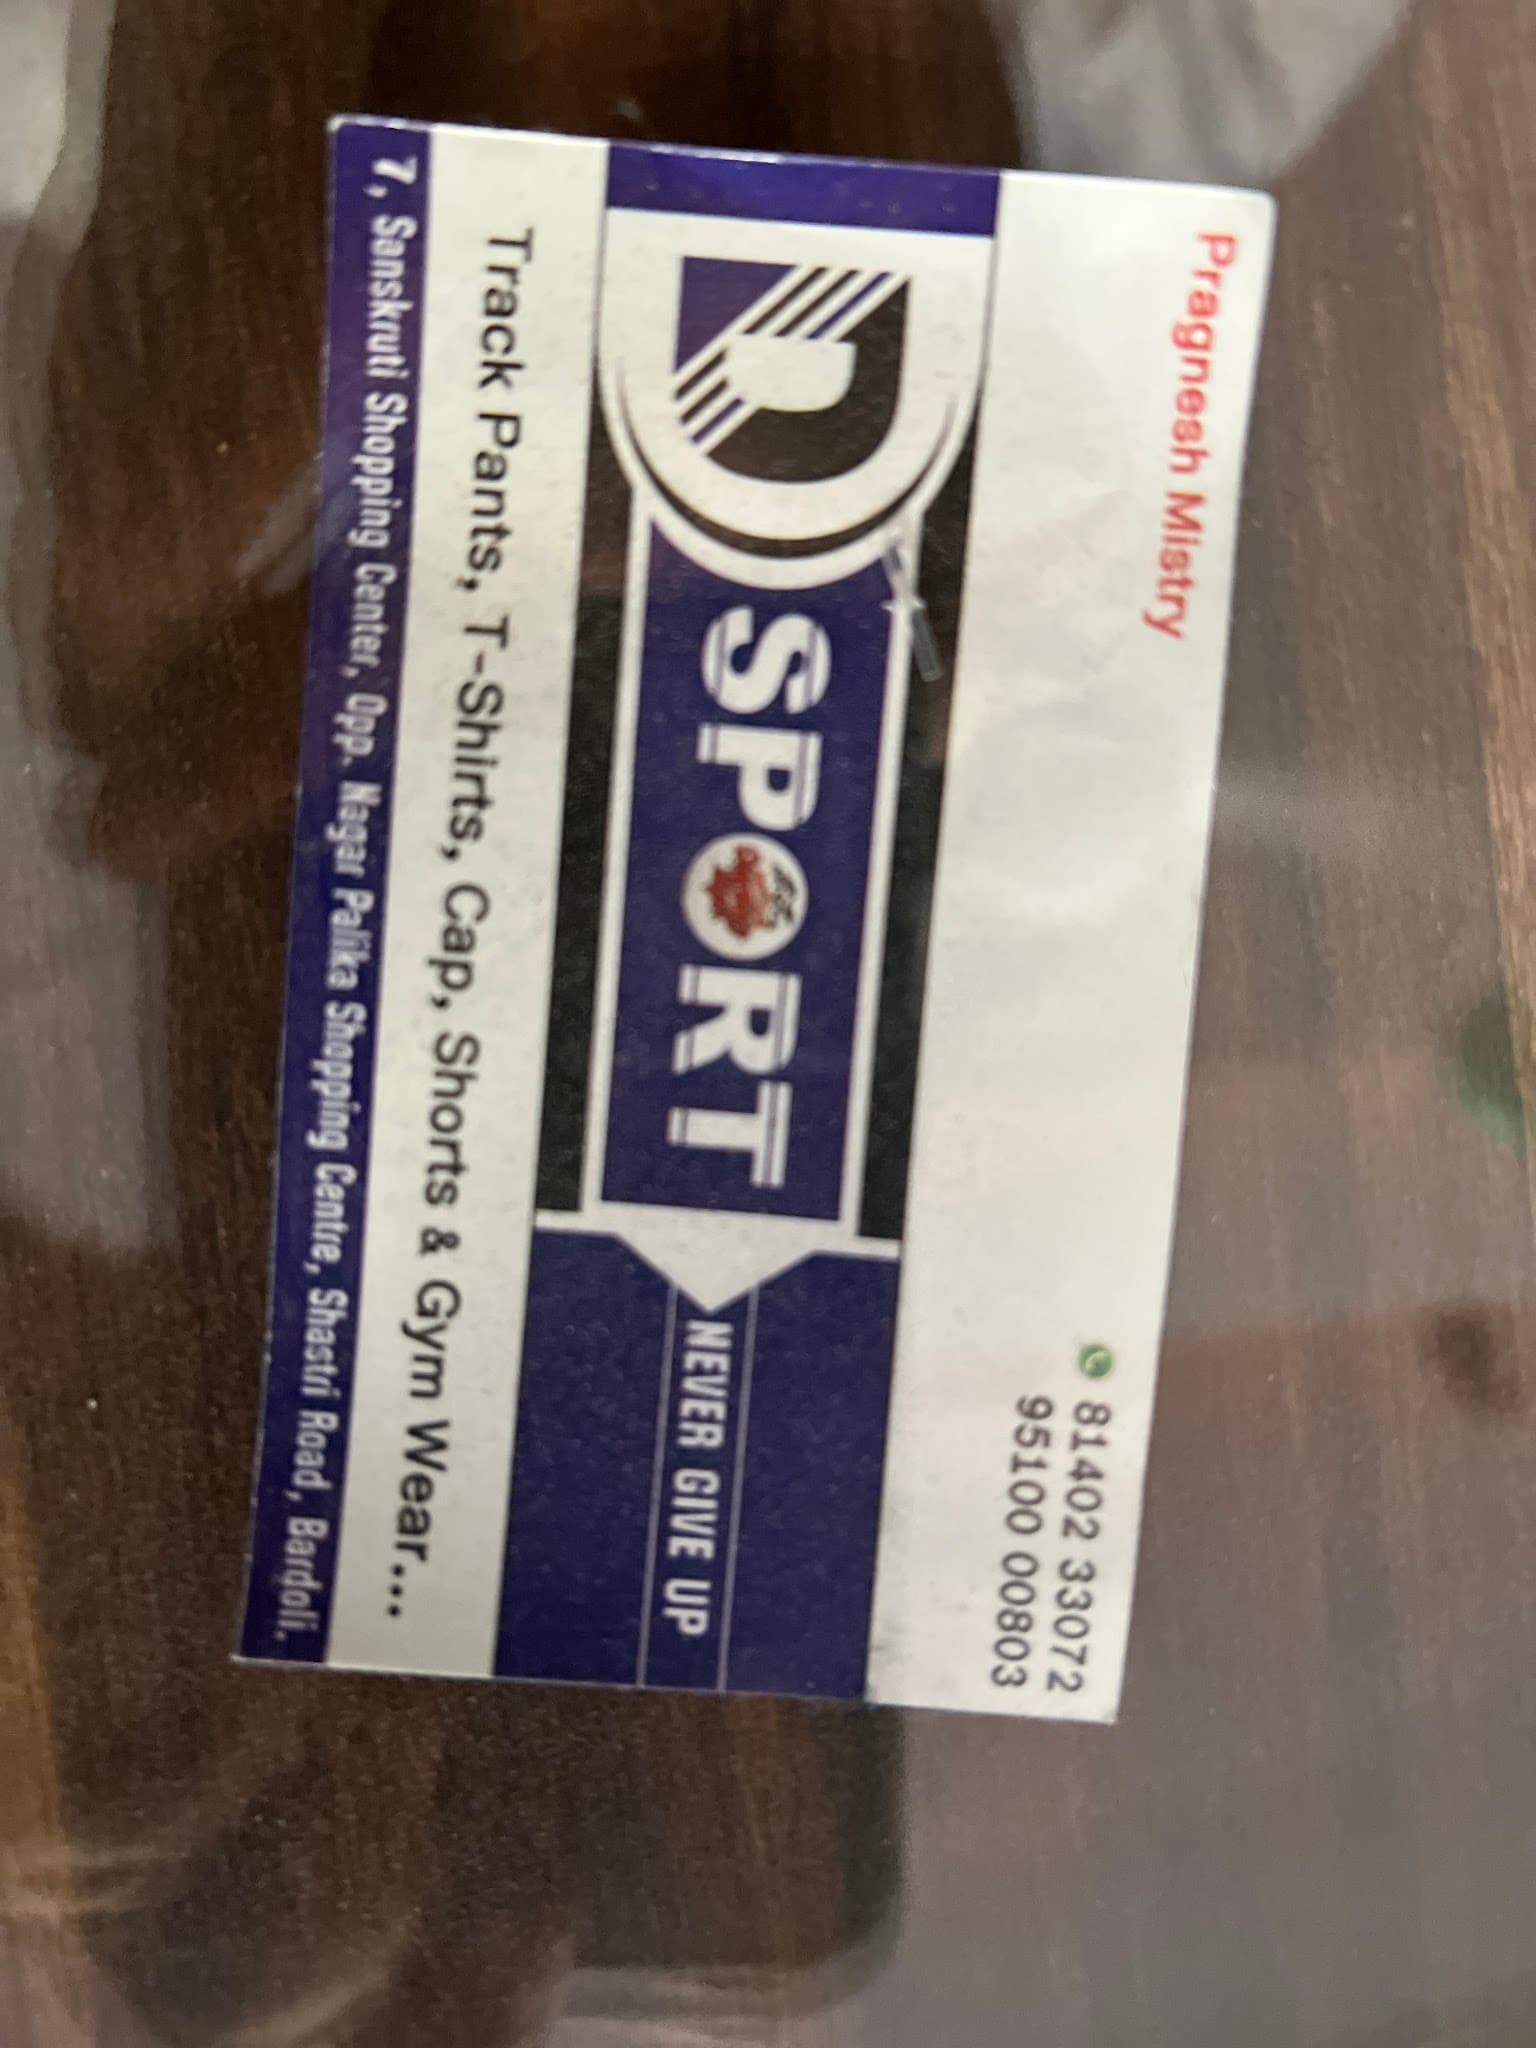 Pragnesh Mistry
81402 33072
95100 00803
D SPORT
NEVER GIVE UP
Track Pants, T-Shirts, Cap, Shorts & Gym Wear...
7, Sanskruti Shopping Center, Opp. Nagar Palika Shopping Centre, Shastri Road, Bardoli.